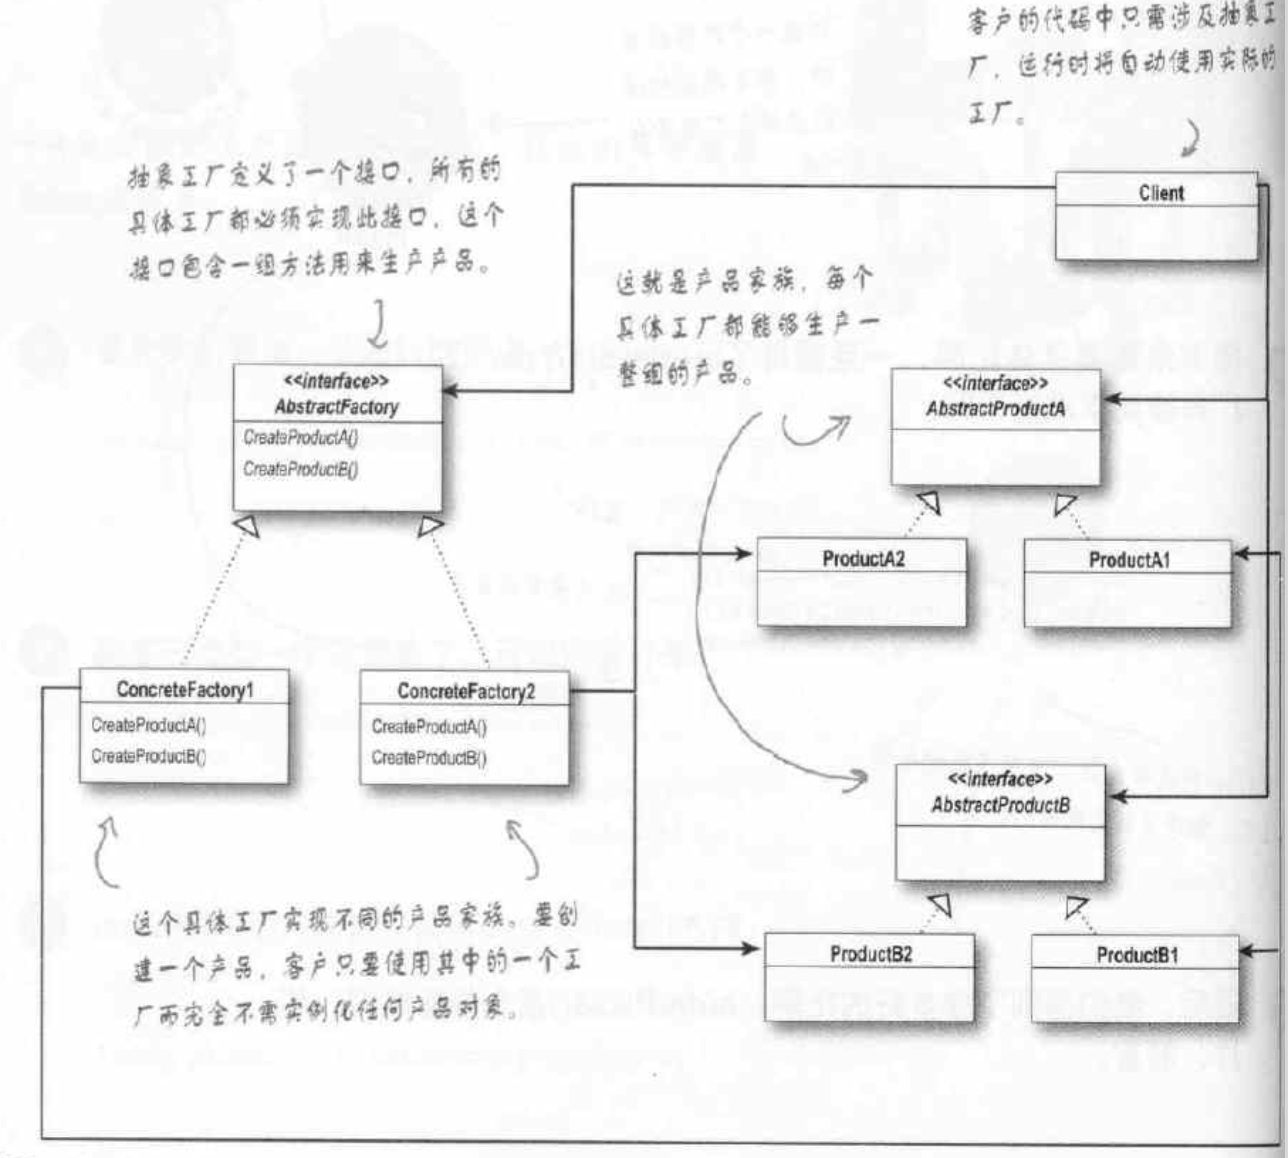 客户的代码中只需涉及抽象工
厂，运行时将自动使用实际的
工厂。
Client
抽象工厂定义了一个接口，所有的
具体工厂都必须实现此接口，这个
接口包含一组方法用来生产产品。
这就是产品家族，每个
具体工厂都能够生产一
整组的产品。
<<interface>>
AbstractFactory
CreateProductA()
CreateProductB()
<<interface>>
AbstractProductA
ProductA2
ProductA1
ConcreteFactory1
CreateProductA()
CreateProductB()
ConcreteFactory2
CreateProductA()
CreateProductB()
<<interface>>
AbstractProductB
ProductB2
ProductB1
这个具体工厂实现不同的产品家族。要创
建一个产品，客户只要使用其中的一个工
厂而完全不需实例化任何产品对象。